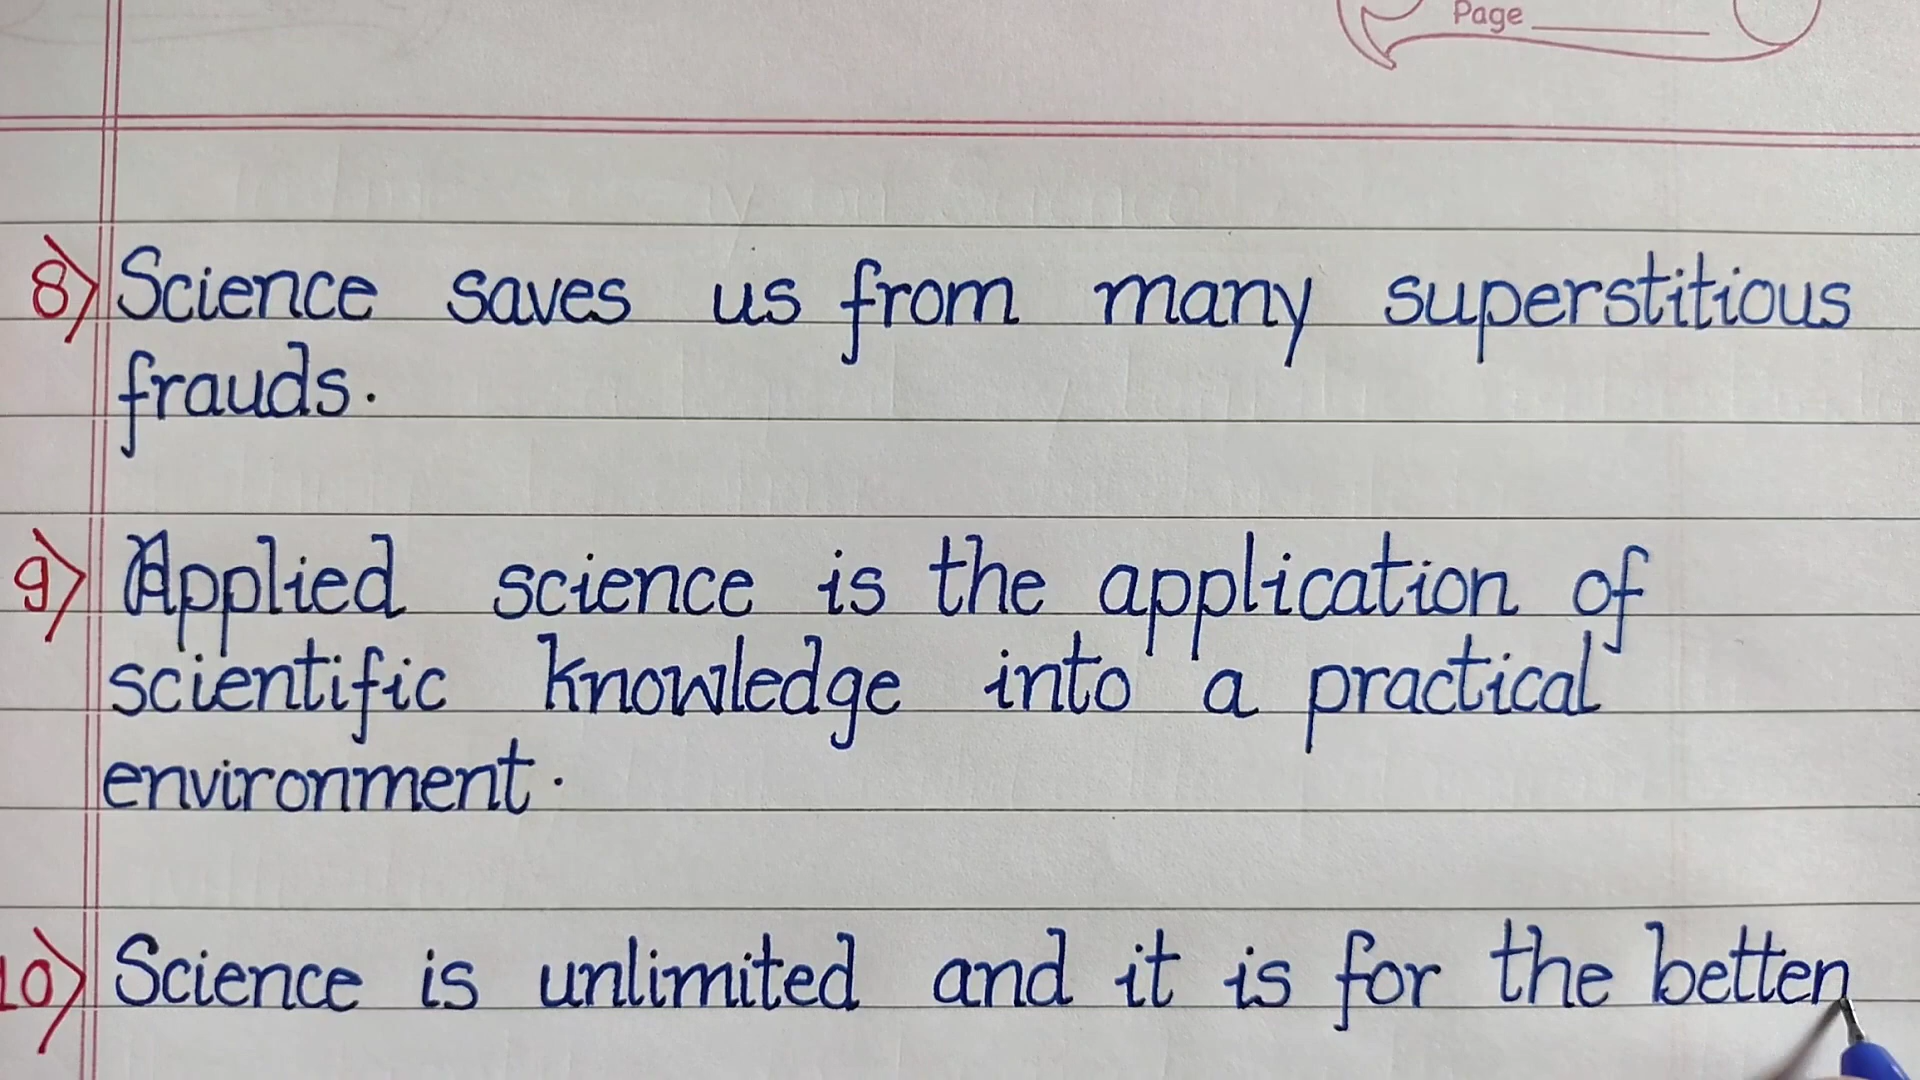 Page
8) Science saves us from many superstitious
frauds.
9) Applied science is the application of
scientific knowledge into a practical
environment.
10) Science is unlimited and it is for the betten